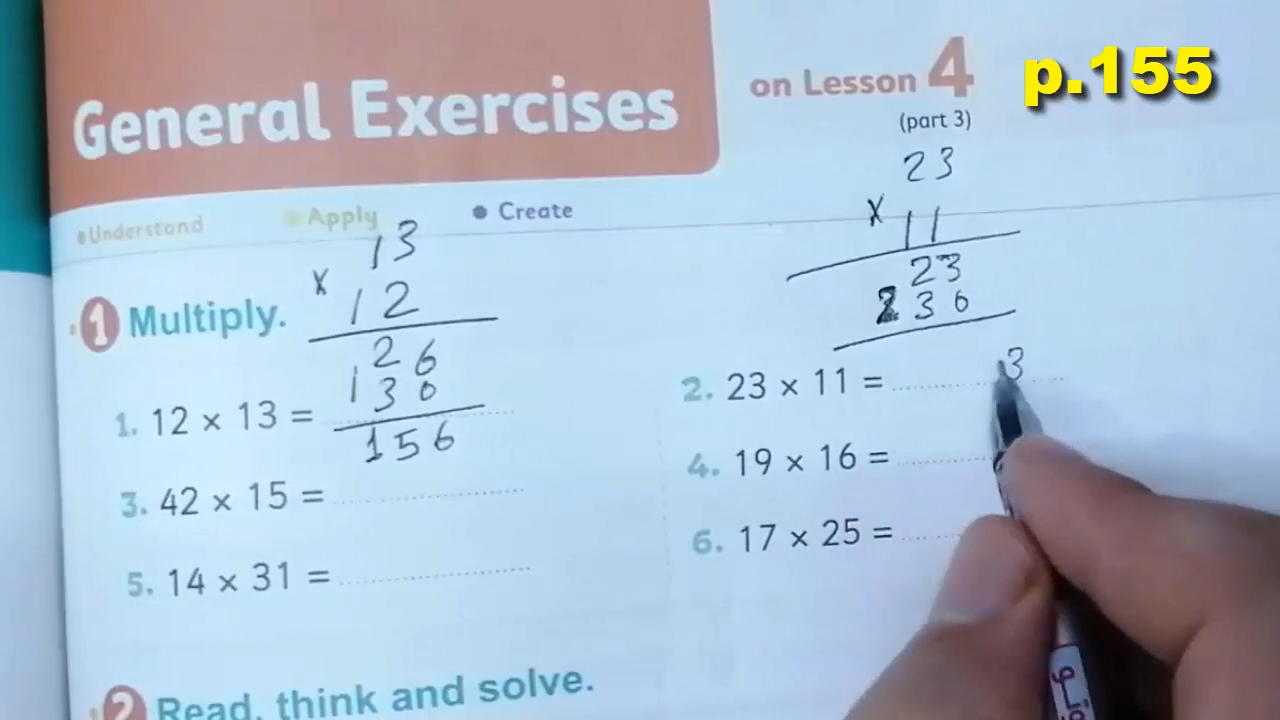 General Exercises
on Lesson 4
(part 3)
p.155
Understand
Apply
Create
1 Multiply.
13
x 12
26
130
156
23
x 11
23
230
3
1. 12 × 13 =
2. 23 × 11 =
3. 42 × 15 =
4. 19 × 16 =
5. 14 × 31 =
6. 17 × 25 =
2 Read, think and solve.